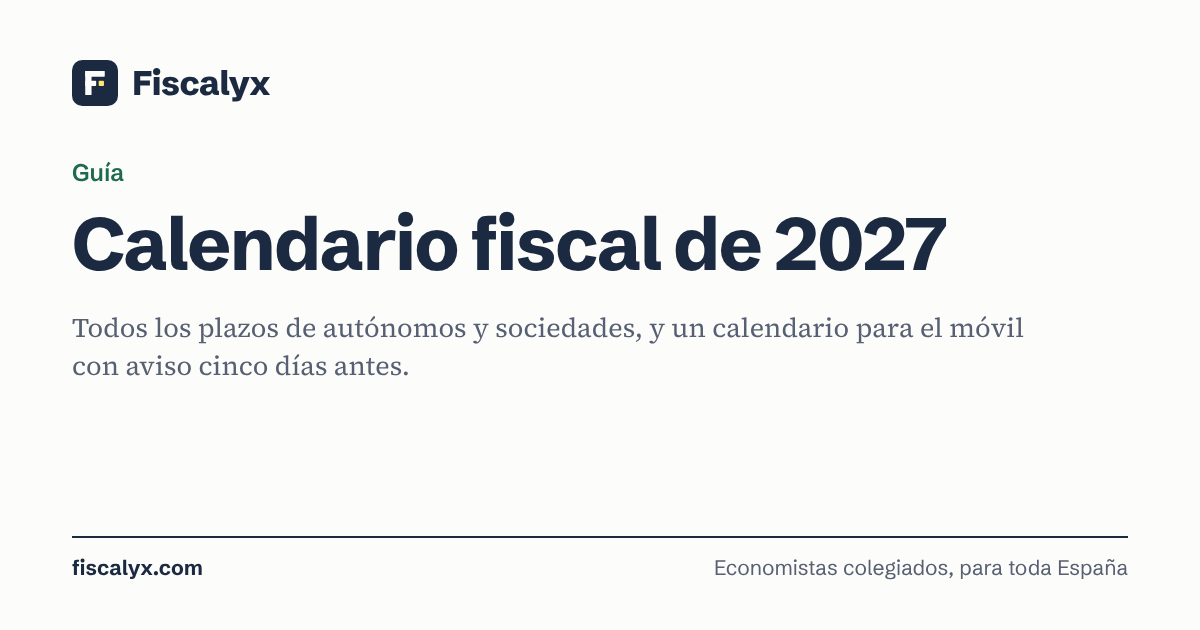 Fiscalyx
Guía
Calendario fiscal de 2027
Todos los plazos de autónomos y sociedades, y un calendario para el móvil
con aviso cinco días antes.
fiscalyx.com
Economistas colegiados, para toda España